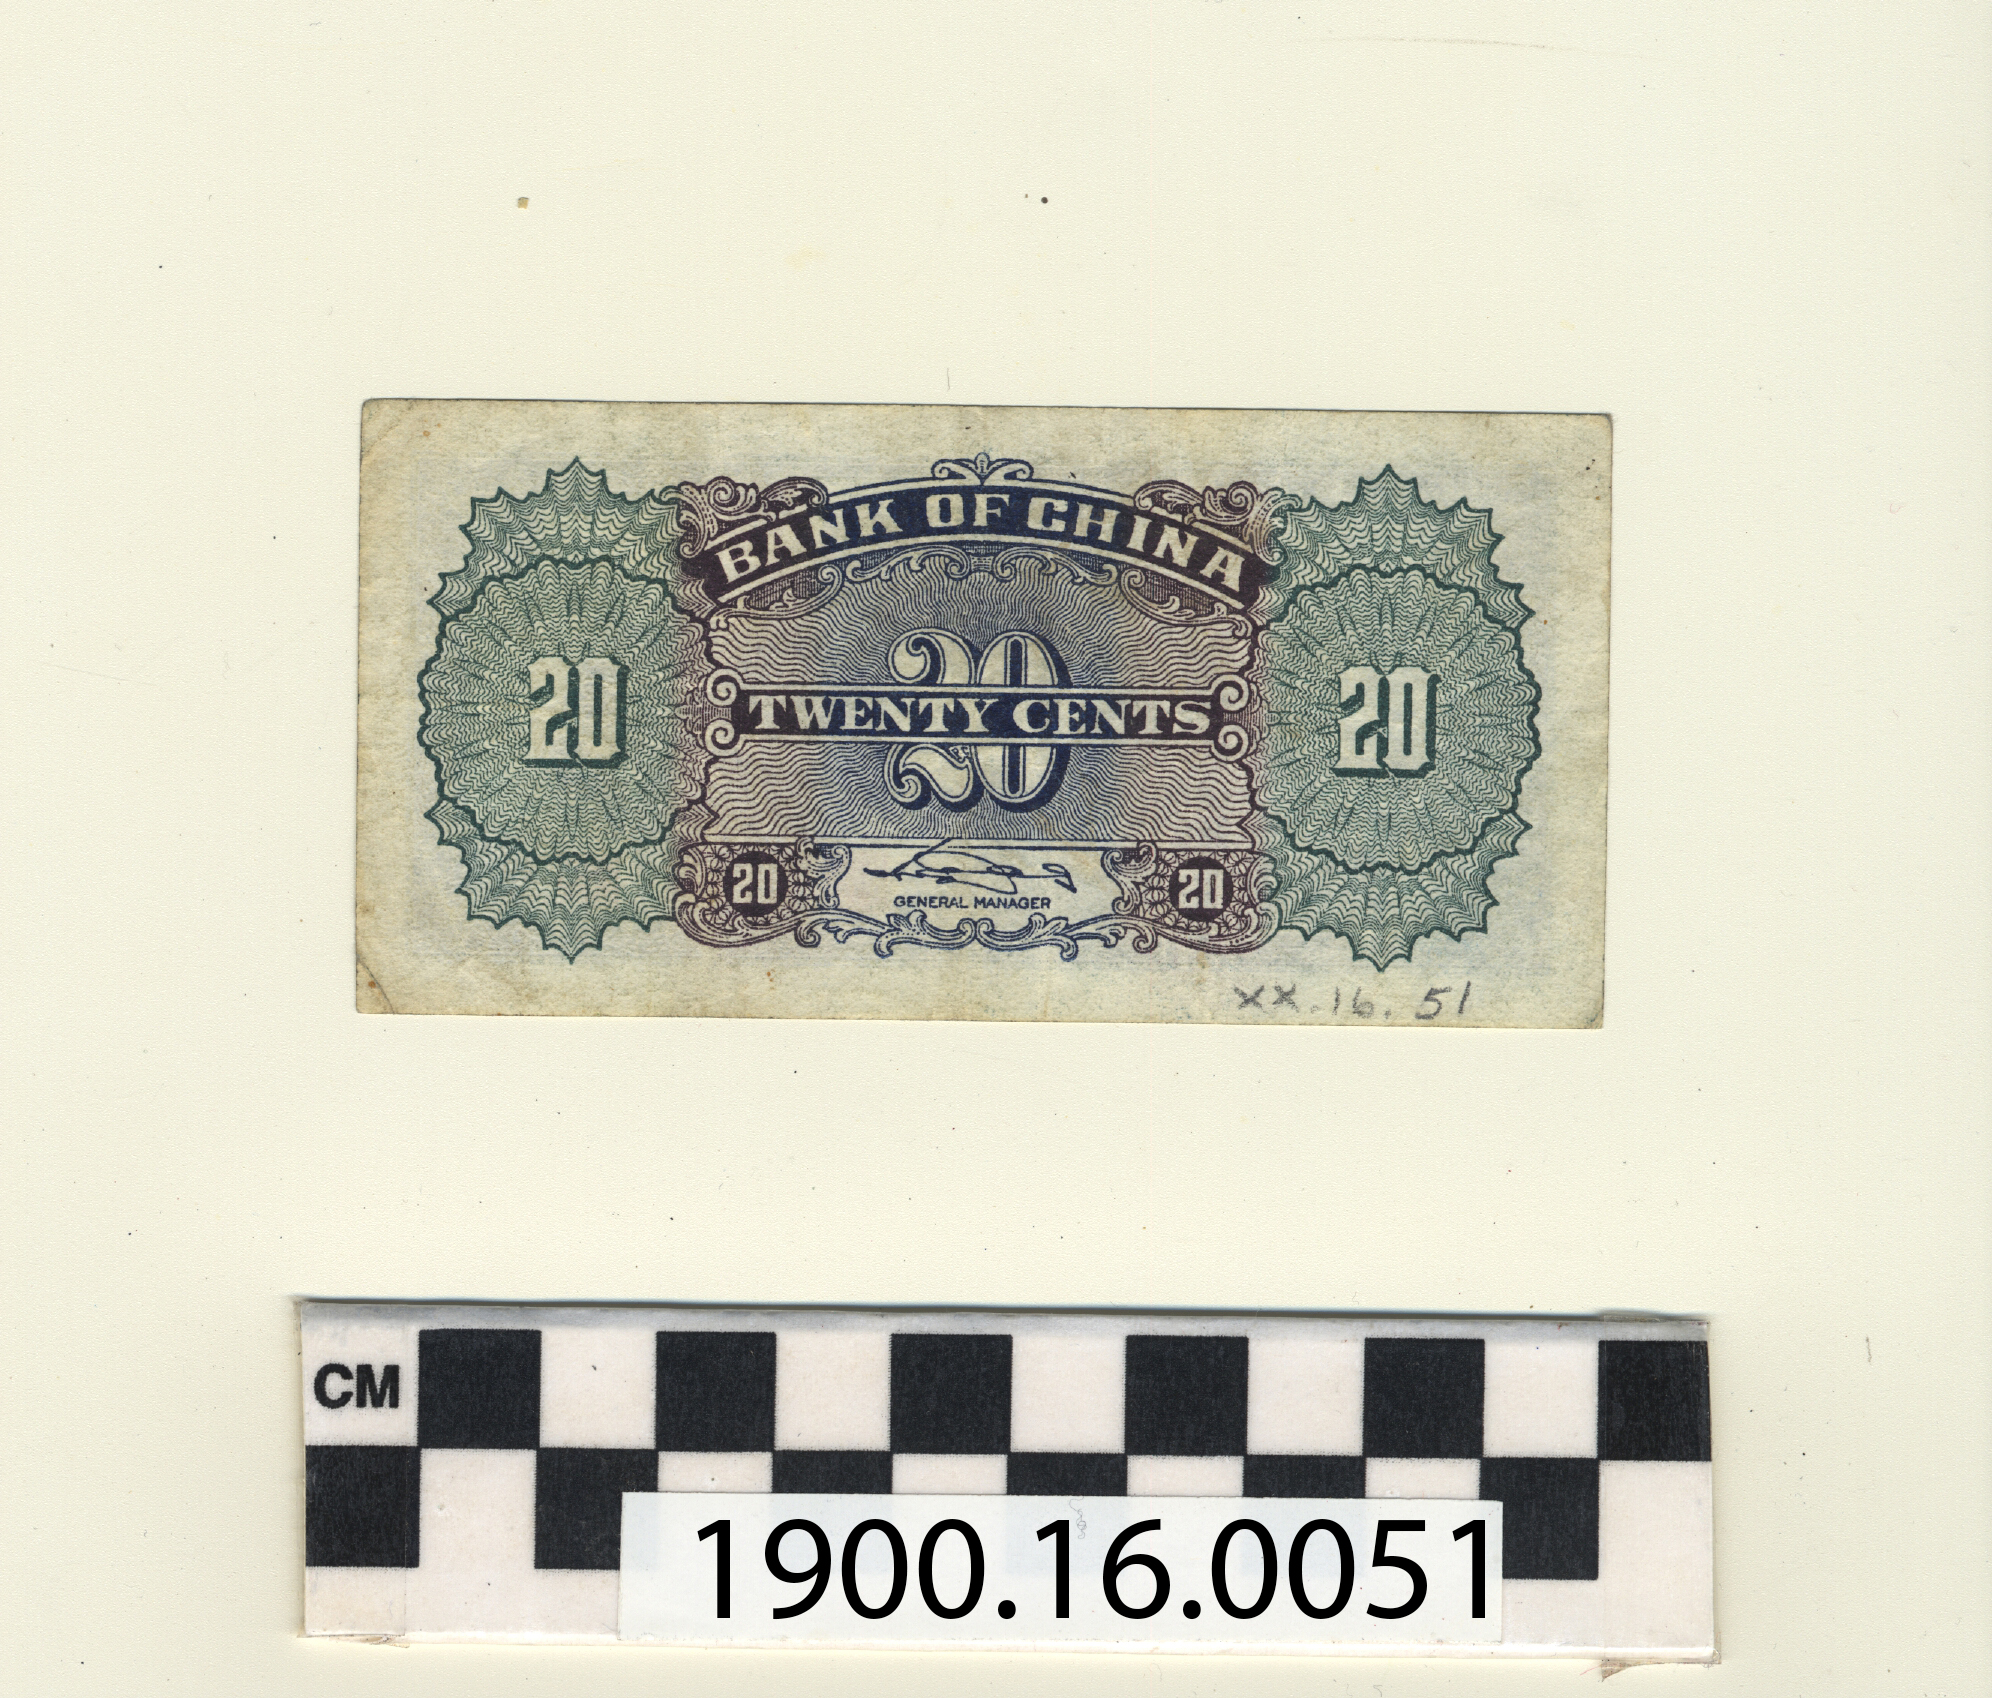 BANK OF CHINA
20
20
20
TWENTY CENTS
20
20
GENERAL MANAGER
xx.16.51
CM
1900.16.0051